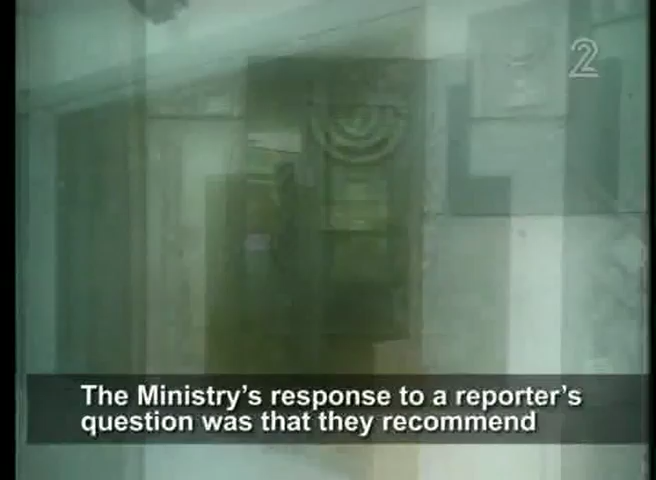 2
The Ministry's response to a reporter's
question was that they recommend